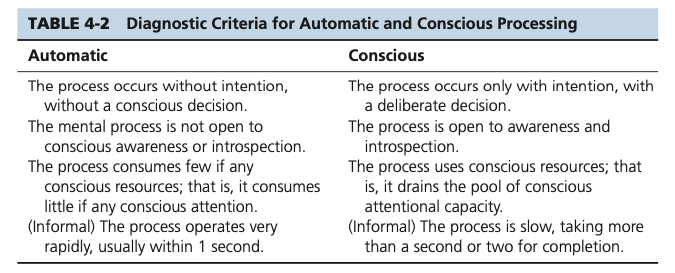 TABLE 4-2 Diagnostic Criteria for Automatic and Conscious Processing
Automatic
The process occurs without intention,
without a conscious decision.
The mental process is not open to
conscious awareness or introspection.
The process consumes few if any
conscious resources; that is, it consumes
little if any conscious attention.
(Informal) The process operates very
rapidly, usually within 1 second.
Conscious
The process occurs only with intention, with
a deliberate decision.
The process is open to awareness and
introspection.
The process uses conscious resources; that
is, it drains the pool of conscious
attentional capacity.
(Informal) The process is slow, taking more
than a second or two for completion.